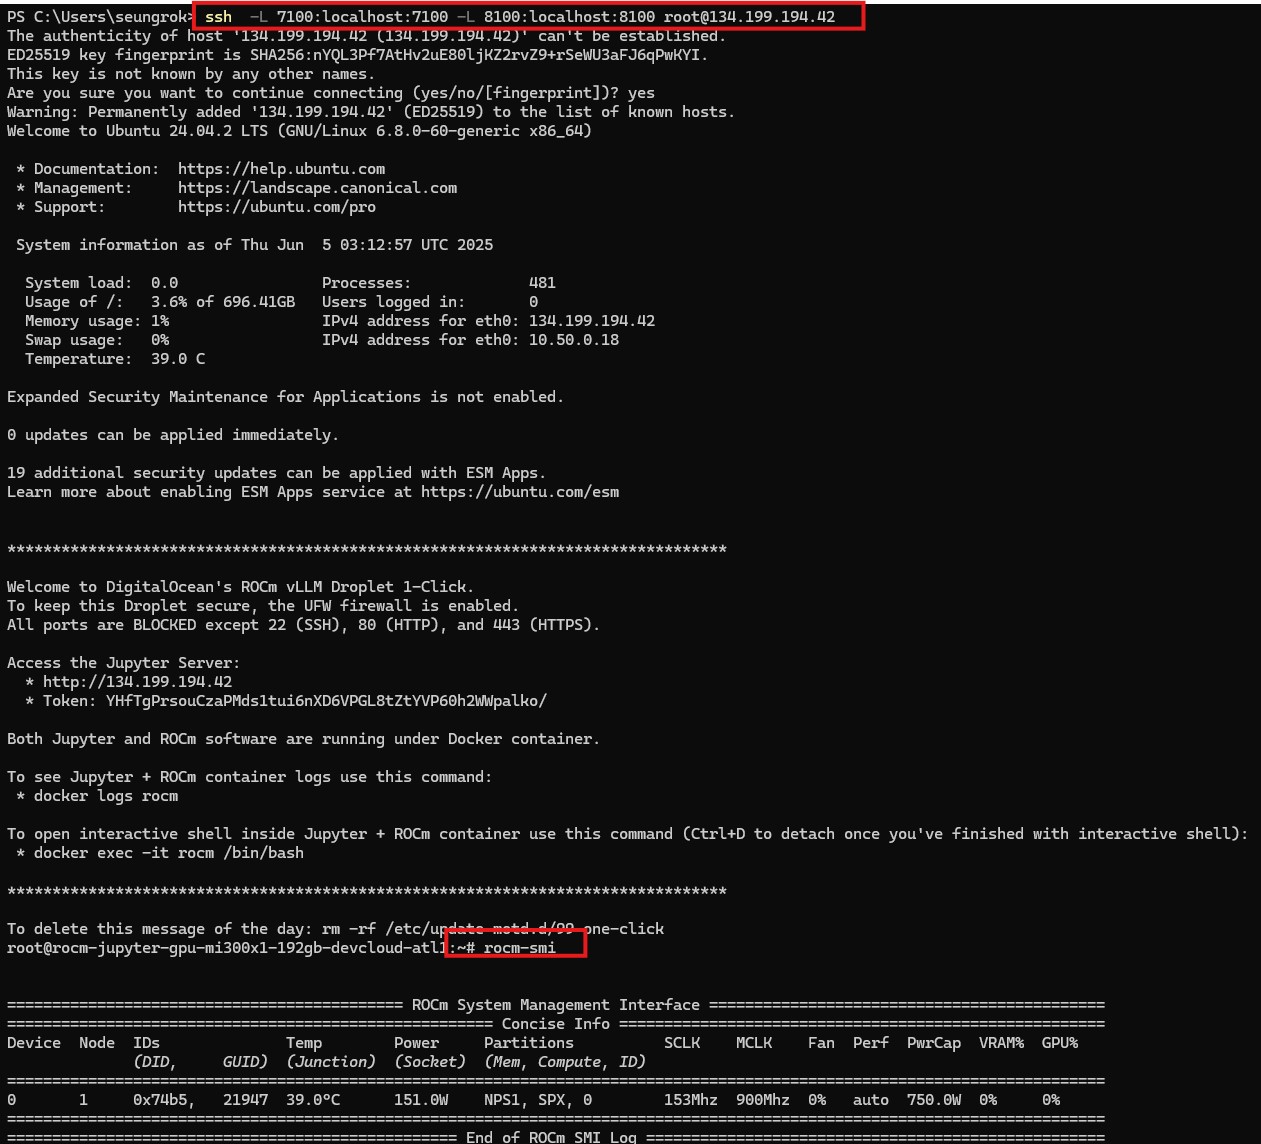 PS C:\Users\seungrok> ssh -L 7100:localhost:7100 -L 8100:localhost:8100 root@134.199.194.42
The authenticity of host '134.199.194.42 (134.199.194.42)' can't be established.
ED25519 key fingerprint is SHA256:nYQL3Pf7AtHv2uE80ljKZ2rvZ9+rSeWU3aFJ6qPwKYI.
This key is not known by any other names.
Are you sure you want to continue connecting (yes/no/[fingerprint])? yes
Warning: Permanently added '134.199.194.42' (ED25519) to the list of known hosts.
Welcome to Ubuntu 24.04.2 LTS (GNU/Linux 6.8.0-60-generic x86_64)
* Documentation: https://help.ubuntu.com
* Management: https://landscape.canonical.com
* Support: https://ubuntu.com/pro
System information as of Thu Jun 5 03:12:57 UTC 2025
System load: 0.0 Processes: 481
Usage of /: 3.6% of 696.41GB Users logged in: 0
Memory usage: 1% IPv4 address for eth0: 134.199.194.42
Swap usage: 0% IPv4 address for eth0: 10.50.0.18
Temperature: 39.0 C
Expanded Security Maintenance for Applications is not enabled.
0 updates can be applied immediately.
19 additional security updates can be applied with ESM Apps.
Learn more about enabling ESM Apps service at https://ubuntu.com/esm
********************************************************************************
Welcome to DigitalOcean's ROCm vLLM Droplet 1-Click.
To keep this Droplet secure, the UFW firewall is enabled.
All ports are BLOCKED except 22 (SSH), 80 (HTTP), and 443 (HTTPS).
Access the Jupyter Server:
* http://134.199.194.42
* Token: YHfTgPrsouCzaPMds1tui6nXD6VPGL8tZtYVP60h2WWpalko/
Both Jupyter and ROCm software are running under Docker container.
To see Jupyter + ROCm container logs use this command:
* docker logs rocm
To open interactive shell inside Jupyter + ROCm container use this command (Ctrl+D to detach once you've finished with interactive shell):
* docker exec -it rocm /bin/bash
********************************************************************************
To delete this message of the day: rm -rf /etc/update-motd.d/99-one-click
root@rocm-jupyter-gpu-mi300x1-192gb-devcloud-atl1:~# rocm-smi
============================================ ROCm System Management Interface ============================================
====================================================== Concise Info ======================================================
Device Node IDs Temp Power Partitions SCLK MCLK Fan Perf PwrCap VRAM% GPU%
(DID, GUID) (Junction) (Socket) (Mem, Compute, ID)
==========================================================================================================================
0 1 0x74b5, 21947 39.0°C 151.0W NPS1, SPX, 0 153Mhz 900Mhz 0% auto 750.0W 0% 0%
==========================================================================================================================
================================================== End of ROCm SMI Log ===================================================